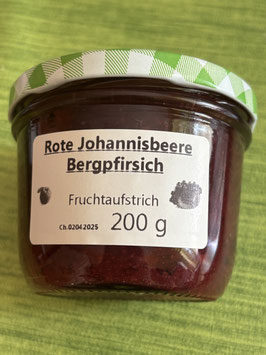 Rote Johannisbeere
Bergpfirsich
Fruchtaufstrich
Ch.02042025 200 g